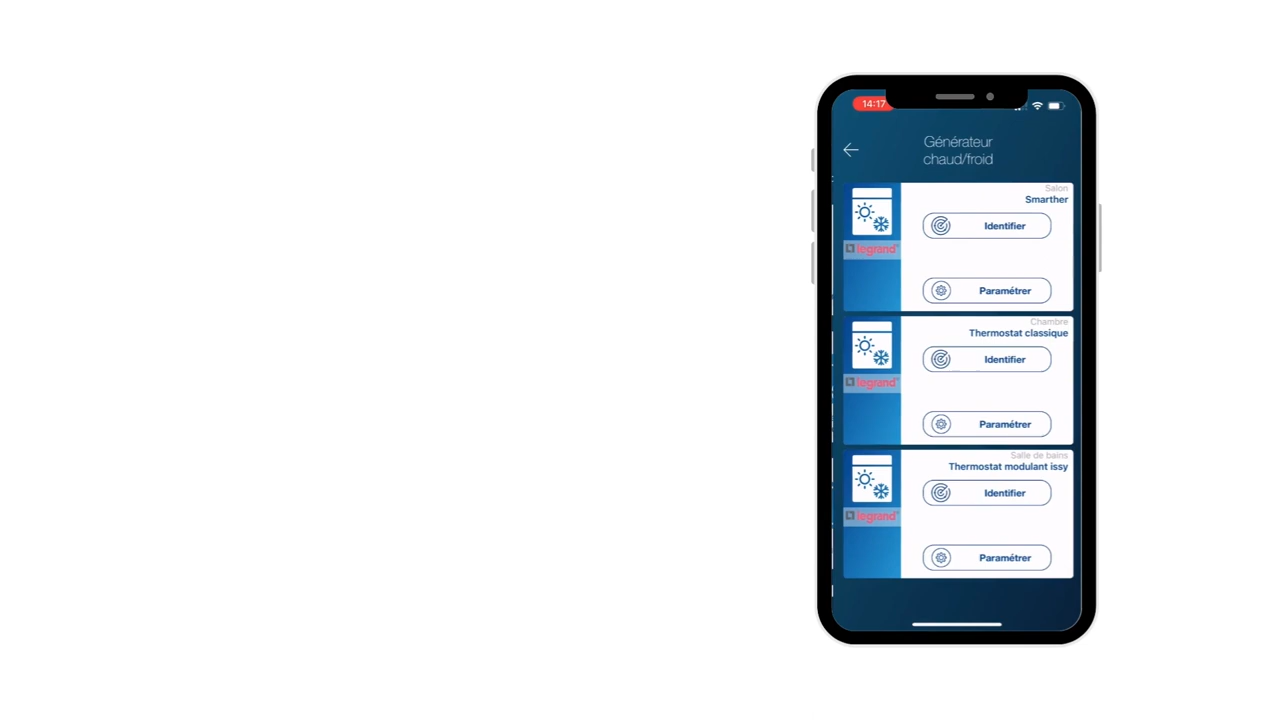 14:17
Générateur
chaud/froid
Salon
Smarther
Identifier
legrand
Paramétrer
Chambre
Thermostat classique
Identifier
legrand
Paramétrer
Salle de bains
Thermostat modulant issy
Identifier
legrand
Paramétrer